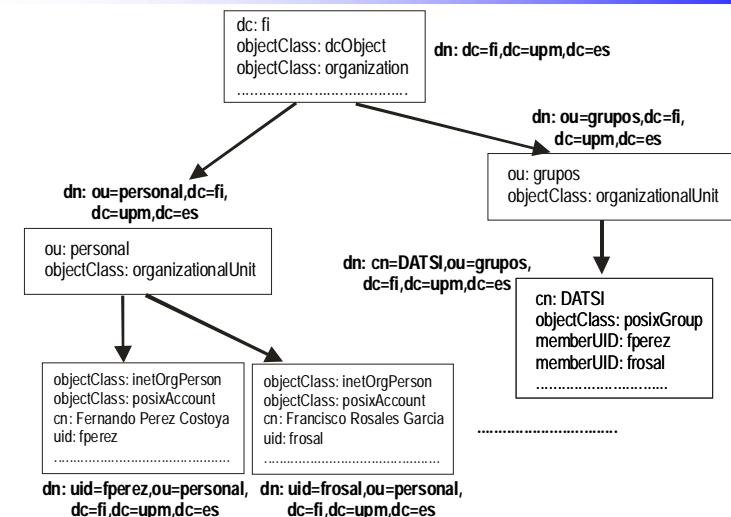 dc: fi
objectClass: dcObject
objectClass: organization
..........................................
dn: dc=fi,dc=upm,dc=es
dn: ou=grupos,dc=fi,
dc=upm,dc=es
ou: grupos
objectClass: organizationalUnit
dn: ou=personal,dc=fi,
dc=upm,dc=es
ou: personal
objectClass: organizationalUnit
dn: cn=DATSI,ou=grupos,
dc=fi,dc=upm,dc=es
cn: DATSI
objectClass: posixGroup
memberUID: fperez
memberUID: frosal
................................
objectClass: inetOrgPerson
objectClass: posixAccount
cn: Fernando Perez Costoya
uid: fperez
............................................
dn: uid=fperez,ou=personal,
dc=fi,dc=upm,dc=es
objectClass: inetOrgPerson
objectClass: posixAccount
cn: Francisco Rosales Garcia
uid: frosal
............................................
dn: uid=frosal,ou=personal,
dc=fi,dc=upm,dc=es
..................................